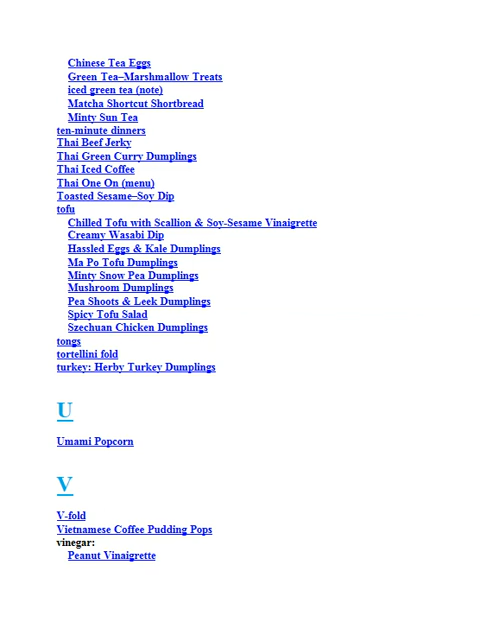 Chinese Tea Eggs
Green Tea–Marshmallow Treats
iced green tea (note)
Matcha Shortcut Shortbread
Minty Sun Tea
ten-minute dinners
Thai Beef Jerky
Thai Green Curry Dumplings
Thai Iced Coffee
Thai One On (menu)
Toasted Sesame–Soy Dip
tofu
Chilled Tofu with Scallion & Soy-Sesame Vinaigrette
Creamy Wasabi Dip
Hassled Eggs & Kale Dumplings
Ma Po Tofu Dumplings
Minty Snow Pea Dumplings
Mushroom Dumplings
Pea Shoots & Leek Dumplings
Spicy Tofu Salad
Szechuan Chicken Dumplings
tongs
tortellini fold
turkey: Herby Turkey Dumplings
U
Umami Popcorn
V
V-fold
Vietnamese Coffee Pudding Pops
vinegar:
Peanut Vinaigrette